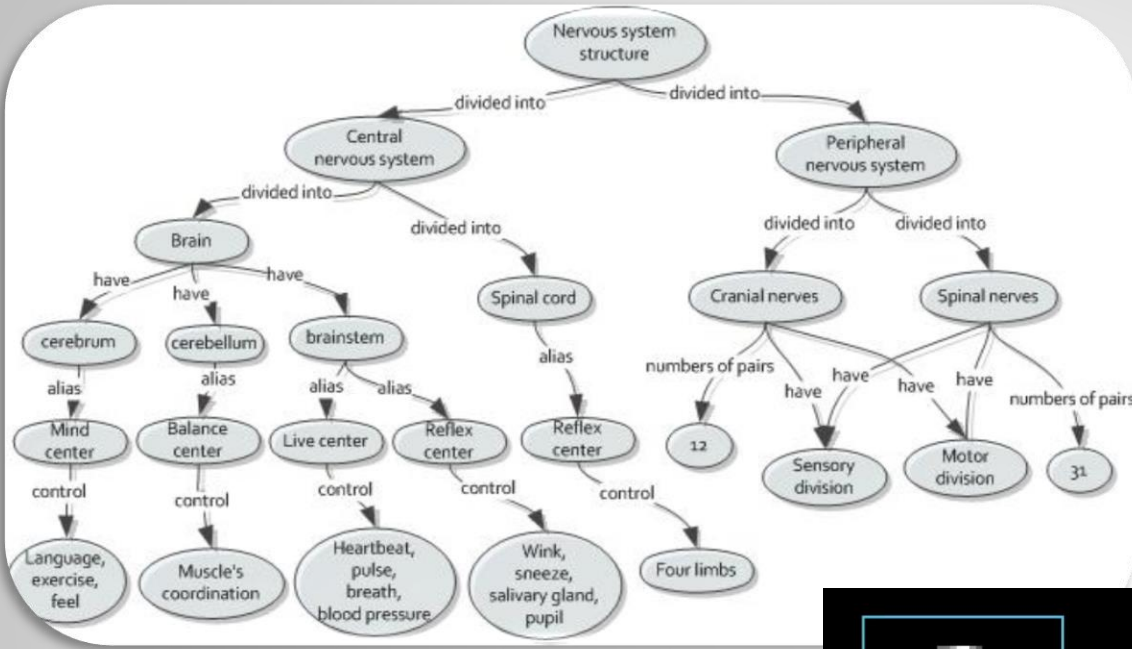 Nervous system
structure
divided into
divided into
Central
nervous system
Peripheral
nervous system
divided into
divided into
divided into
divided into
Brain
Spinal cord
Cranial nerves
Spinal nerves
have
have
have
cerebrum
cerebellum
brainstem
alias
alias
alias
alias
alias
numbers of pairs
have
have
have
have
numbers of pairs
Mind
center
Balance
center
Live center
Reflex
center
Reflex
center
12
Sensory
division
Motor
division
31
control
control
control
control
control
Language,
exercise,
feel
Muscle's
coordination
Heartbeat,
pulse,
breath,
blood pressure
Wink,
sneeze,
salivary gland,
pupil
Four limbs